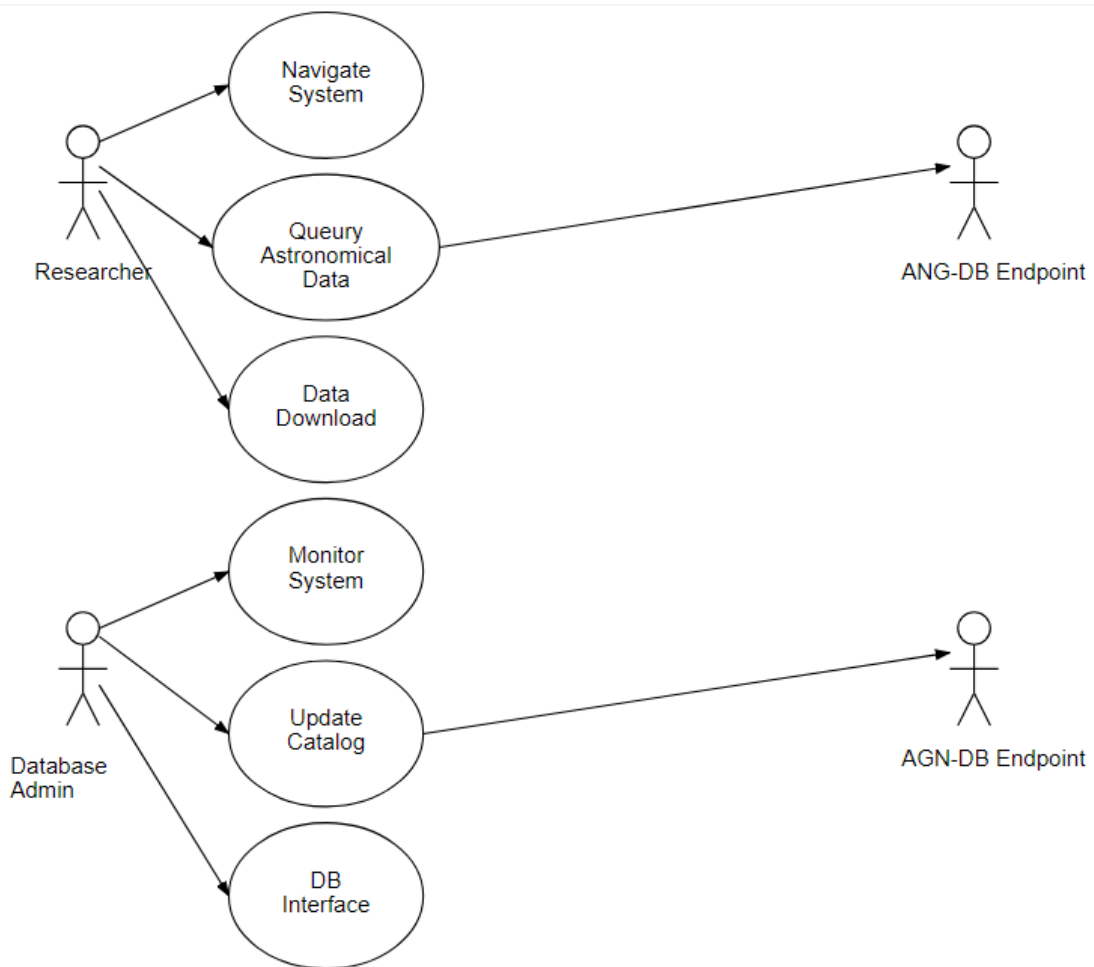 Navigate
System
Researcher
Queury
Astronomical
Data
ANG-DB Endpoint
Data
Download
Monitor
System
Database
Admin
Update
Catalog
AGN-DB Endpoint
DB
Interface